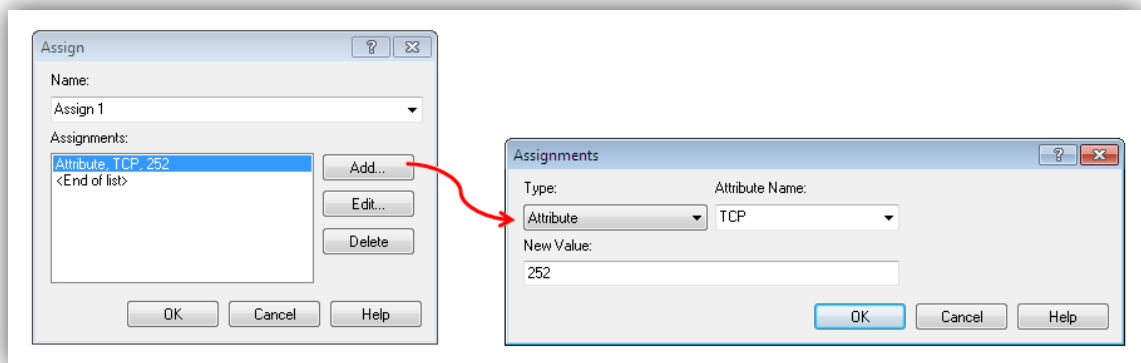 Assign
Name:
Assign 1
Assignments:
Attribute, TCP, 252
<End of list>
Add...
Edit...
Delete
OK Cancel Help
Assignments
Type: Attribute Name:
Attribute TCP
New Value:
252
OK Cancel Help